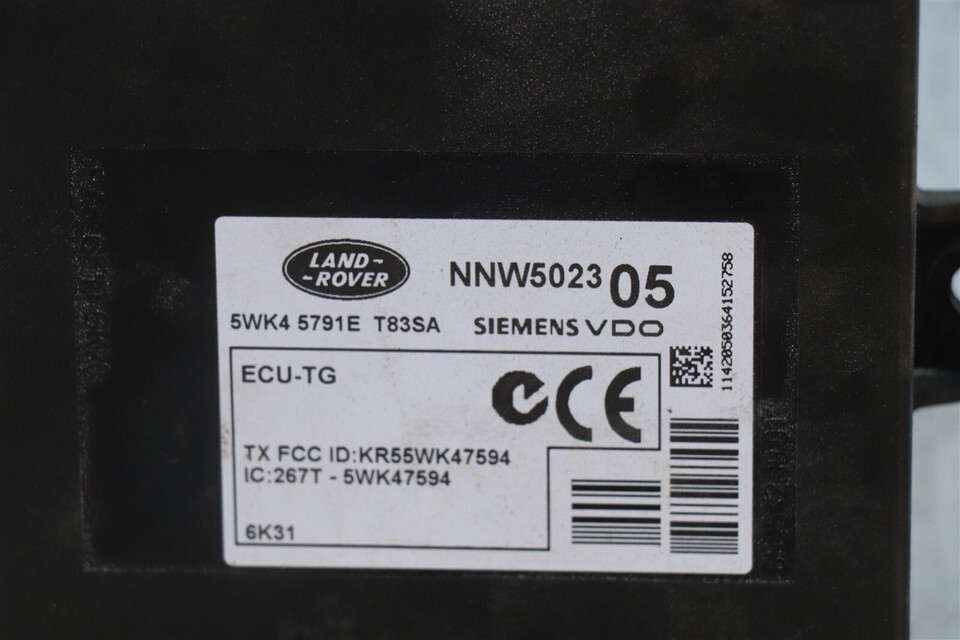 LAND-
-ROVER
NNW5023 05
5WK4 5791E T83SA SIEMENS VDO
ECU-TG
CE
TX FCC ID:KR55WK47594
IC:267T - 5WK47594
6K31
1142050364152758